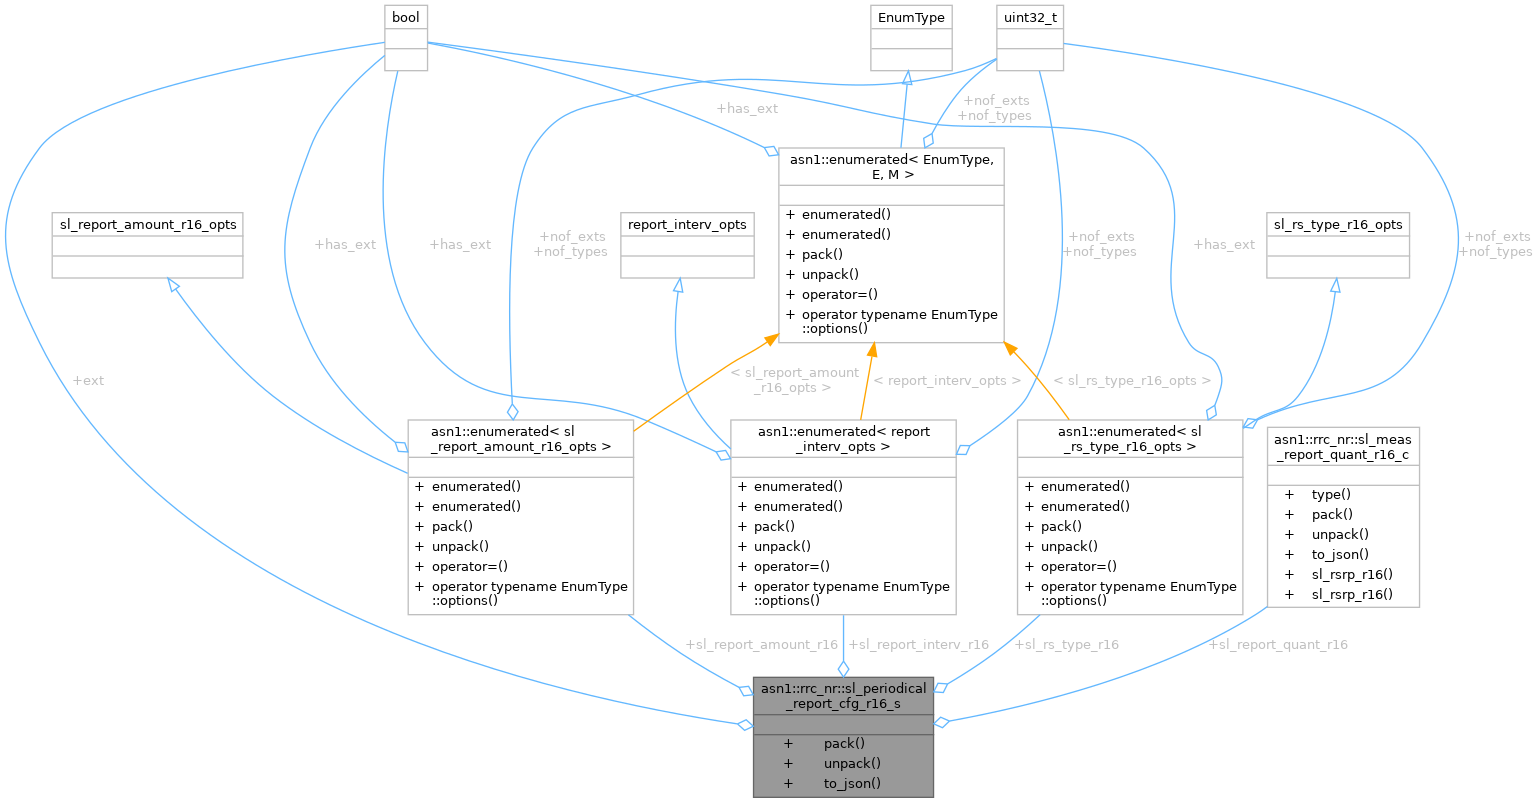 bool
EnumType
uint32_t
+has_ext
+nof_exts
+nof_types
asn1::enumerated< EnumType,
E, M >
+ enumerated()
+ enumerated()
+ pack()
+ unpack()
+ operator=()
+ operator typename EnumType
::options()
sl_report_amount_r16_opts
+has_ext
+has_ext
+nof_exts
+nof_types
report_interv_opts
+nof_exts
+nof_types
+has_ext
sl_rs_type_r16_opts
+nof_exts
+nof_types
+ext
< sl_report_amount
_r16_opts >
< report_interv_opts >
< sl_rs_type_r16_opts >
asn1::enumerated< sl
_report_amount_r16_opts >
+ enumerated()
+ enumerated()
+ pack()
+ unpack()
+ operator=()
+ operator typename EnumType
::options()
asn1::enumerated< report
_interv_opts >
+ enumerated()
+ enumerated()
+ pack()
+ unpack()
+ operator=()
+ operator typename EnumType
::options()
asn1::enumerated< sl
_rs_type_r16_opts >
+ enumerated()
+ enumerated()
+ pack()
+ unpack()
+ operator=()
+ operator typename EnumType
::options()
asn1::rrc_nr::sl_meas
_report_quant_r16_c
+ type()
+ pack()
+ unpack()
+ to_json()
+ sl_rsrp_r16()
+ sl_rsrp_r16()
+sl_report_amount_r16
+sl_report_interv_r16
+sl_rs_type_r16
+sl_report_quant_r16
asn1::rrc_nr::sl_periodical
_report_cfg_r16_s
+ pack()
+ unpack()
+ to_json()